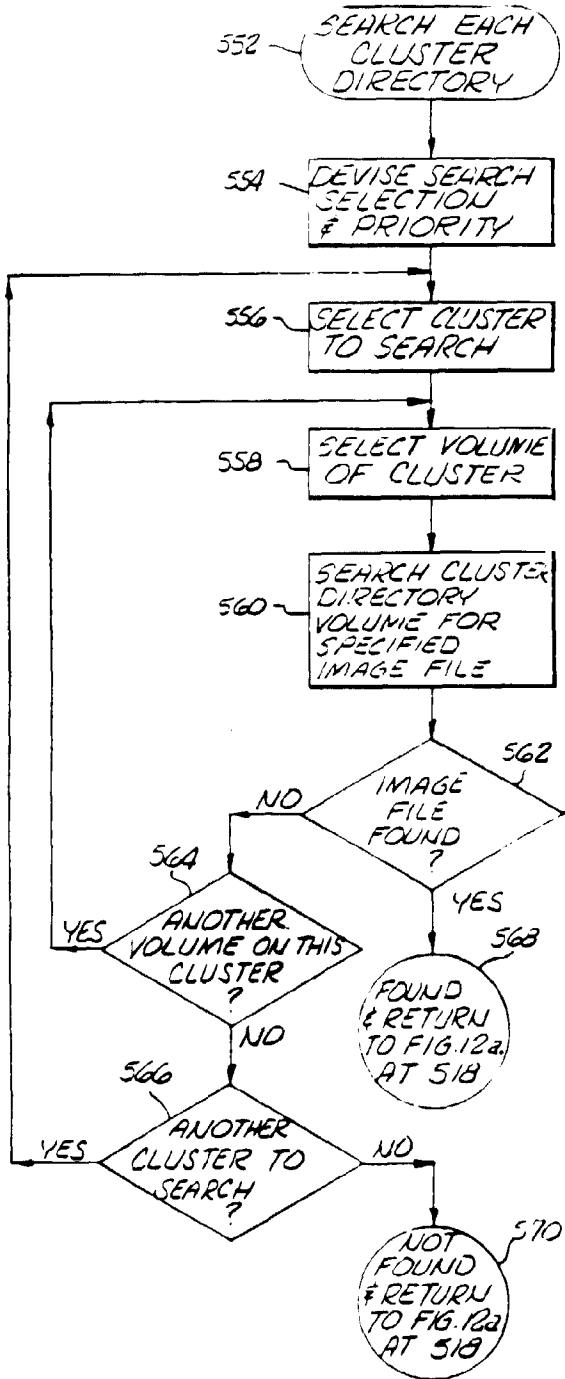 552
SEARCH EACH
CLUSTER
DIRECTORY
554
DEVISE SEARCH
SELECTION
& PRIORITY
556
SELECT CLUSTER
TO SEARCH
558
SELECT VOLUME
OF CLUSTER
560
SEARCH CLUSTER
DIRECTORY
VOLUME FOR
SPECIFIED
IMAGE FILE
562
IMAGE
FILE
FOUND
?
NO
YES
564
ANOTHER
VOLUME ON THIS
CLUSTER
?
YES
NO
568
FOUND
& RETURN
TO FIG. 12a.
AT 518
566
ANOTHER
CLUSTER TO
SEARCH
?
YES
NO
570
NOT
FOUND
& RETURN
TO FIG. 12a
AT 518